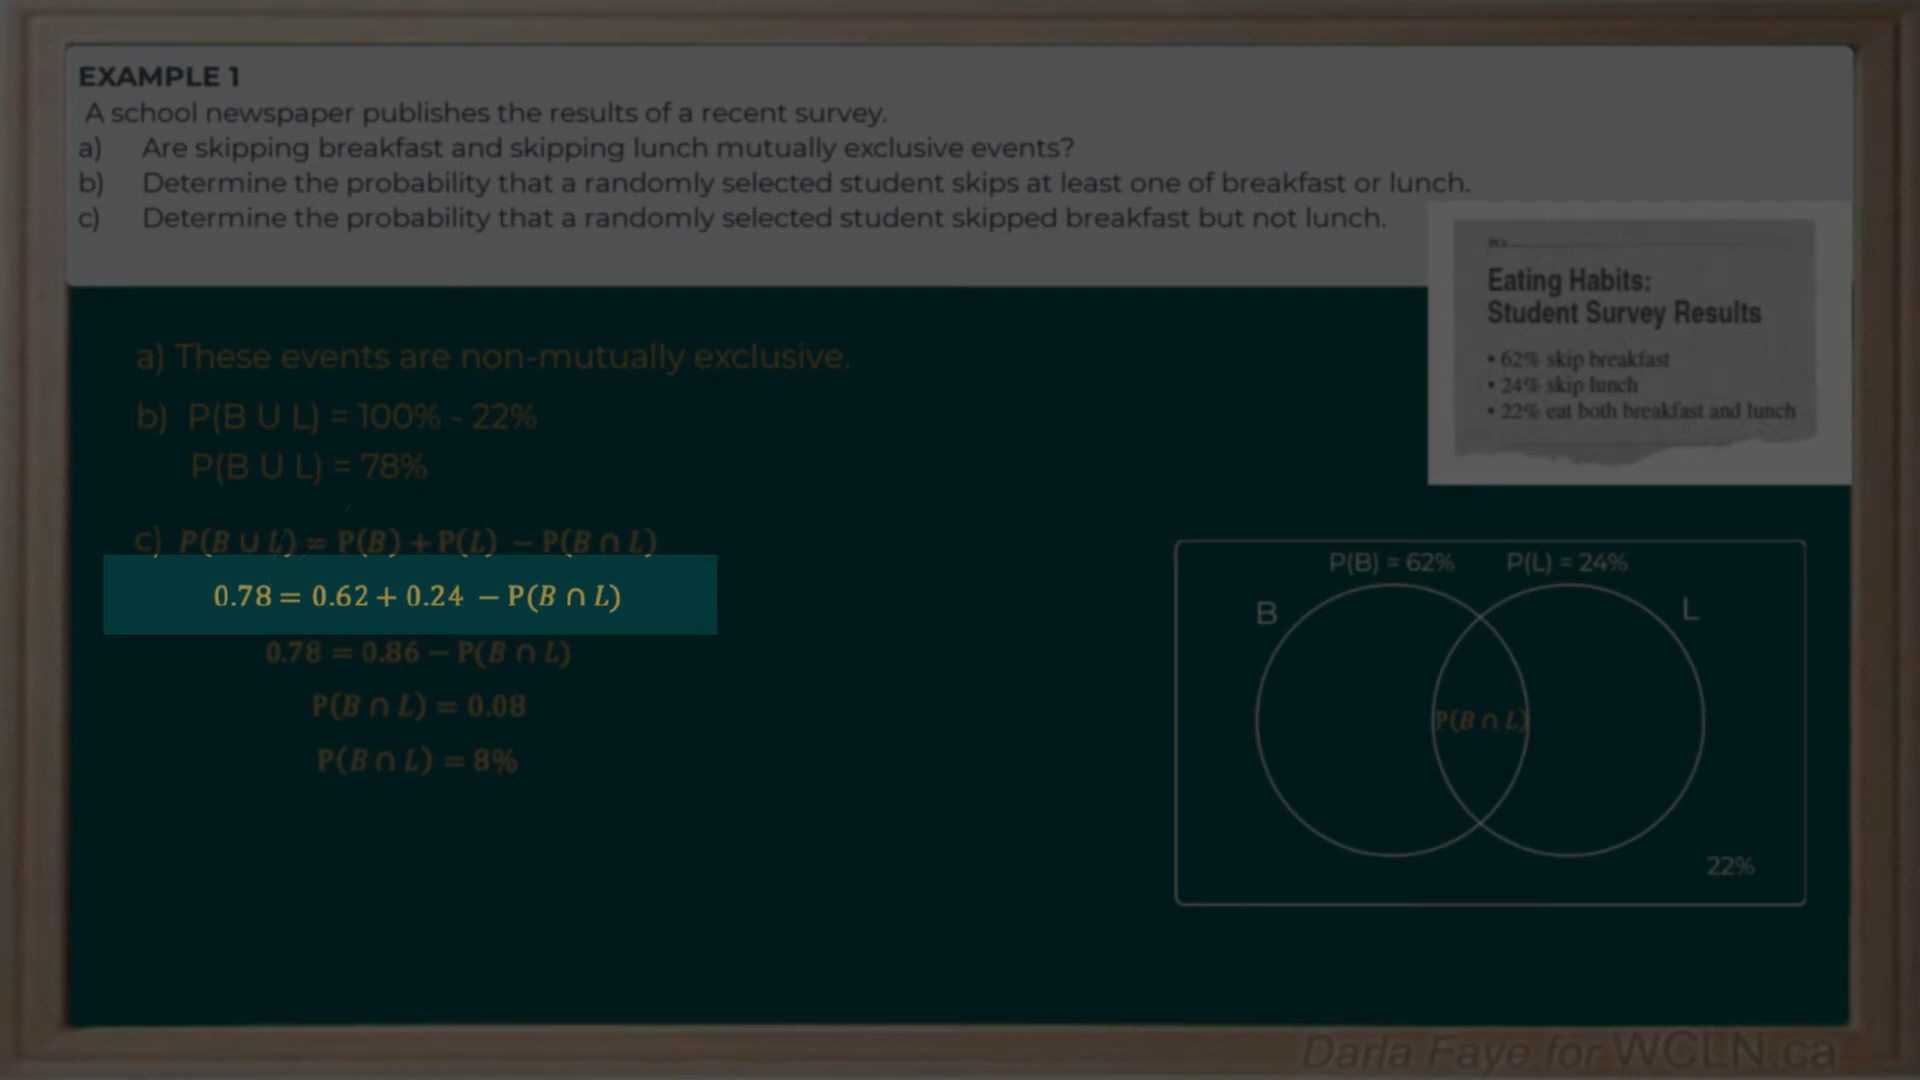 EXAMPLE 1
A school newspaper publishes the results of a recent survey.
a) Are skipping breakfast and skipping lunch mutually exclusive events?
b) Determine the probability that a randomly selected student skips at least one of breakfast or lunch.
c) Determine the probability that a randomly selected student skipped breakfast but not lunch.
Eating Habits:
Student Survey Results
• 62% skip breakfast
• 24% skip lunch
• 22% eat both breakfast and lunch
a) These events are non-mutually exclusive.
b) P(B U L) = 100% - 22%
P(B U L) = 78%
c) P(B ∪ L) = P(B) + P(L) − P(B ∩ L)
0.78 = 0.62 + 0.24 − P(B ∩ L)
0.78 = 0.86 − P(B ∩ L)
P(B ∩ L) = 0.08
P(B ∩ L) = 8%
P(B) = 62% P(L) = 24%
B L
P(B ∩ L)
22%
Darla Faye for WCLN.ca